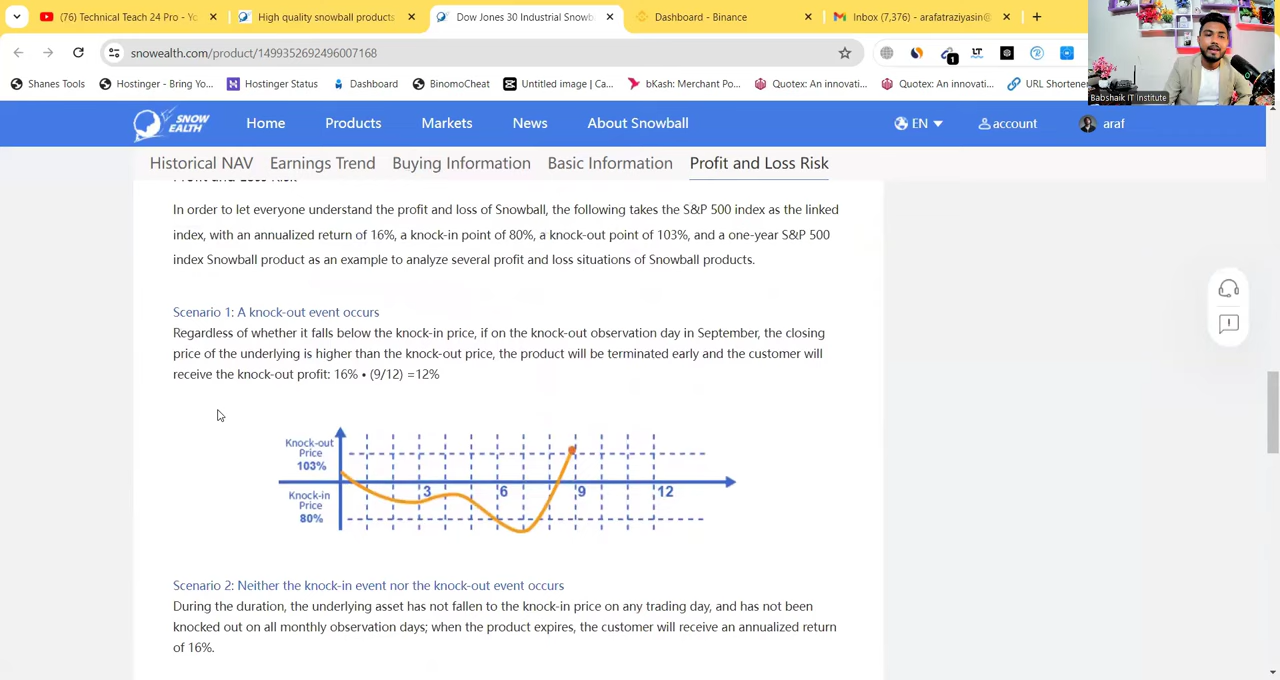 (76) Technical Teach 24 Pro - Yo
High quality snowball products
Dow Jones 30 Industrial Snowb
Dashboard - Binance
Inbox (7,376) - arafatraziyasin@
snowealth.com/product/1499352692496007168
Shanes Tools
Hostinger - Bring Yo...
Hostinger Status
Dashboard
BinomoCheat
Untitled image | Ca...
bKash: Merchant Po...
Quotex: An innovati...
Quotex: An innovati...
URL Shortene
Babshaik IT Institute
SNOW
EALTH
Home
Products
Markets
News
About Snowball
EN
account
araf
Historical NAV
Earnings Trend
Buying Information
Basic Information
Profit and Loss Risk
Profit and Loss Risk
In order to let everyone understand the profit and loss of Snowball, the following takes the S&P 500 index as the linked
index, with an annualized return of 16%, a knock-in point of 80%, a knock-out point of 103%, and a one-year S&P 500
index Snowball product as an example to analyze several profit and loss situations of Snowball products.
Scenario 1: A knock-out event occurs
Regardless of whether it falls below the knock-in price, if on the knock-out observation day in September, the closing
price of the underlying is higher than the knock-out price, the product will be terminated early and the customer will
receive the knock-out profit: 16% • (9/12) =12%
Knock-out
Price
103%
Knock-in
Price
80%
3
6
9
12
Scenario 2: Neither the knock-in event nor the knock-out event occurs
During the duration, the underlying asset has not fallen to the knock-in price on any trading day, and has not been
knocked out on all monthly observation days; when the product expires, the customer will receive an annualized return
of 16%.